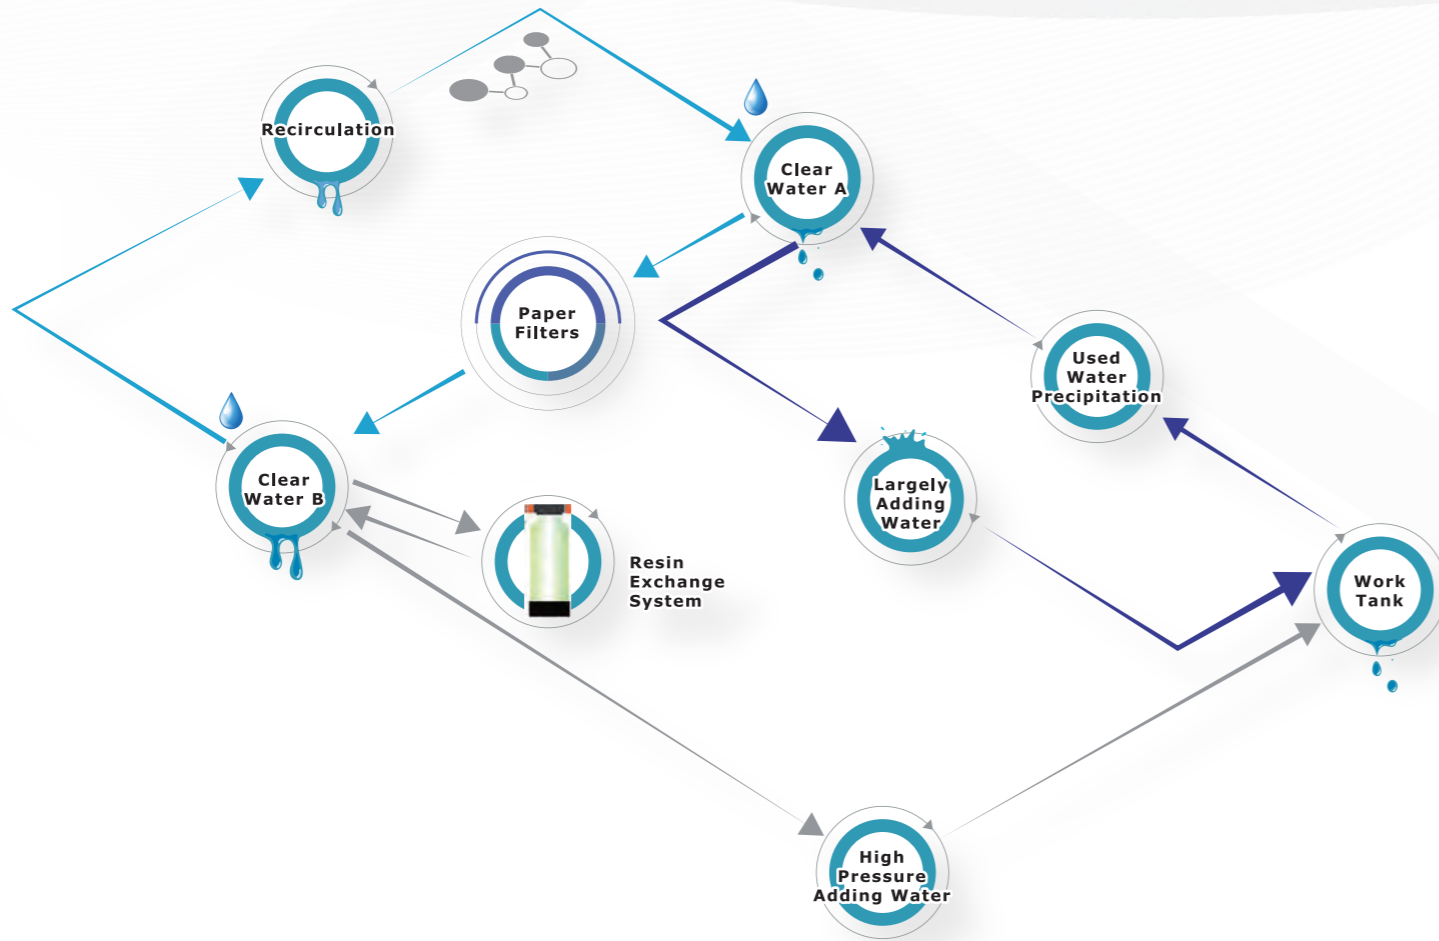 Recirculation
Clear
Water A
Paper
Filters
Used
Water
Precipitation
Clear
Water B
Largely
Adding
Water
Resin
Exchange
System
Work
Tank
High
Pressure
Adding Water